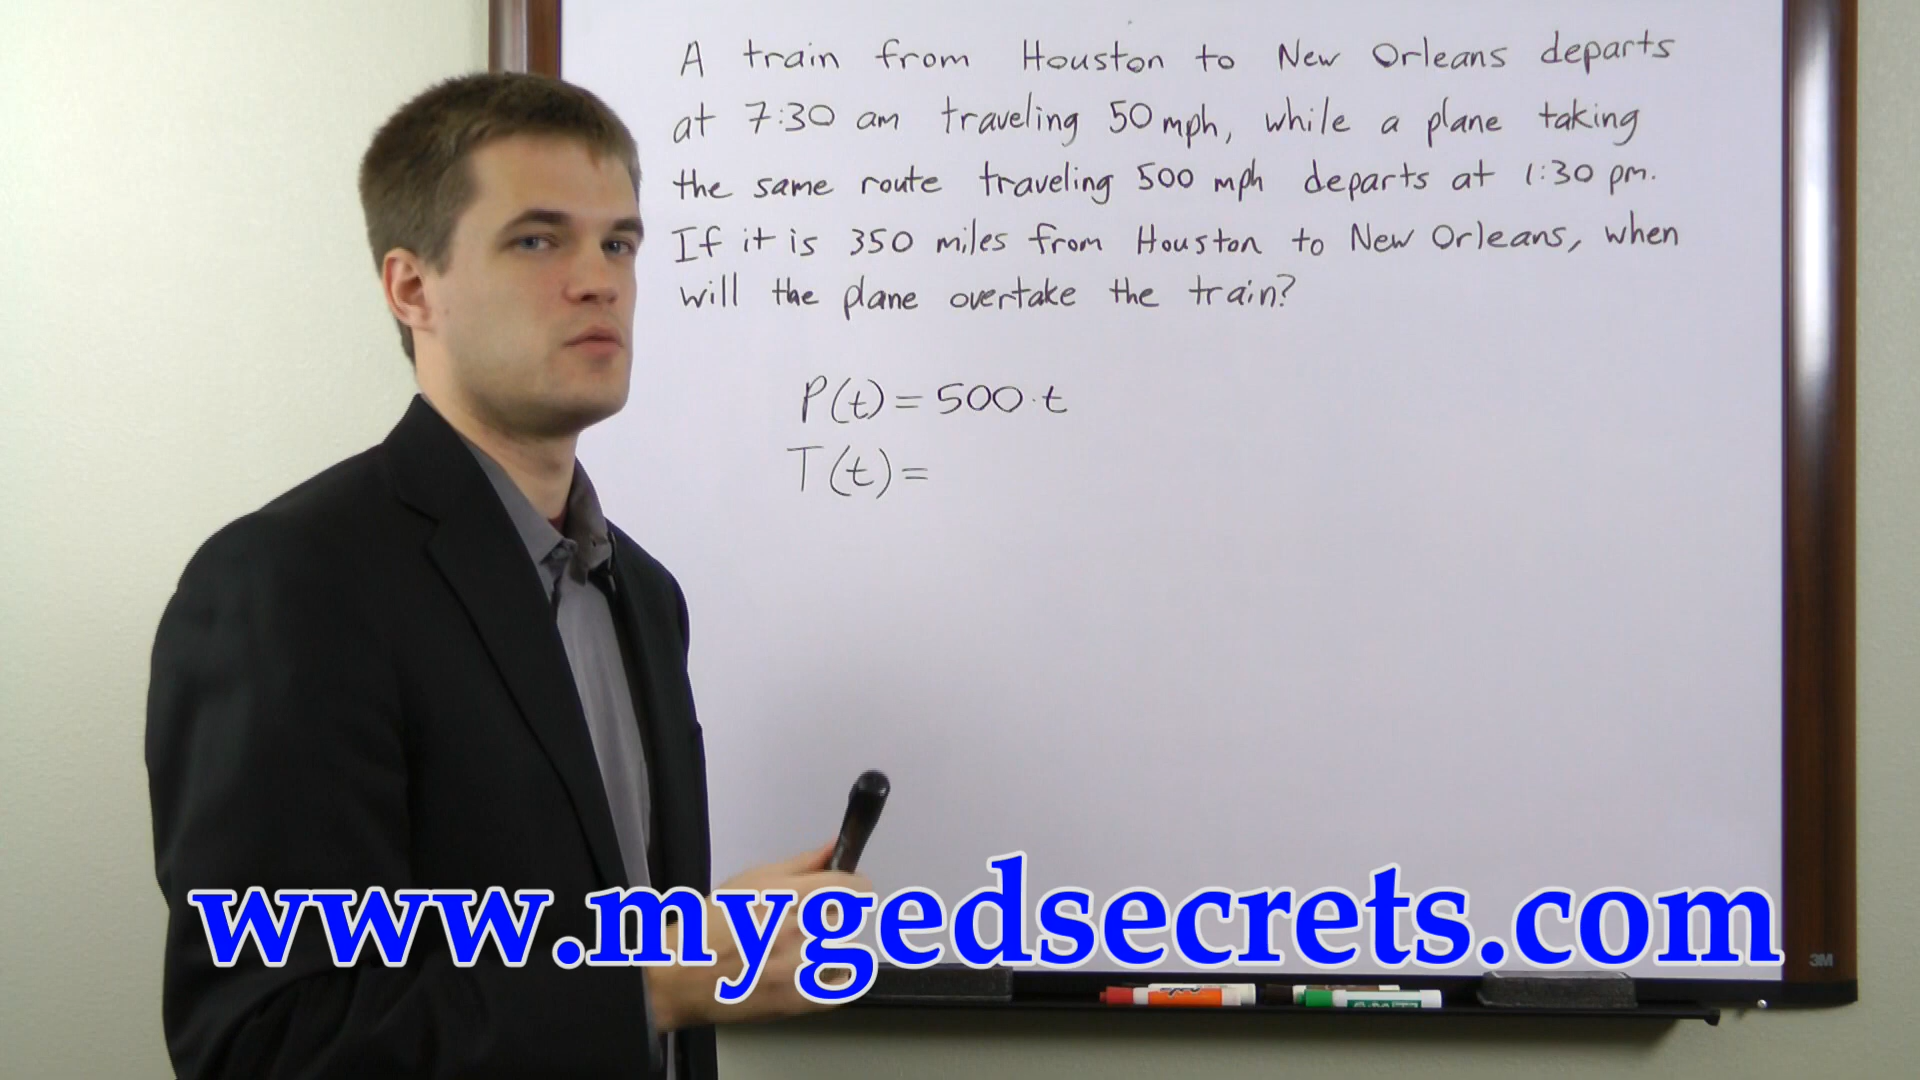 A train from Houston to New Orleans departs
at 7:30 am traveling 50 mph, while a plane taking
the same route traveling 500 mph departs at 1:30 pm.
If it is 350 miles from Houston to New Orleans, when
will the plane overtake the train?
P(t) = 500·t
T(t) =
www.mygedsecrets.com
3M
EXPO